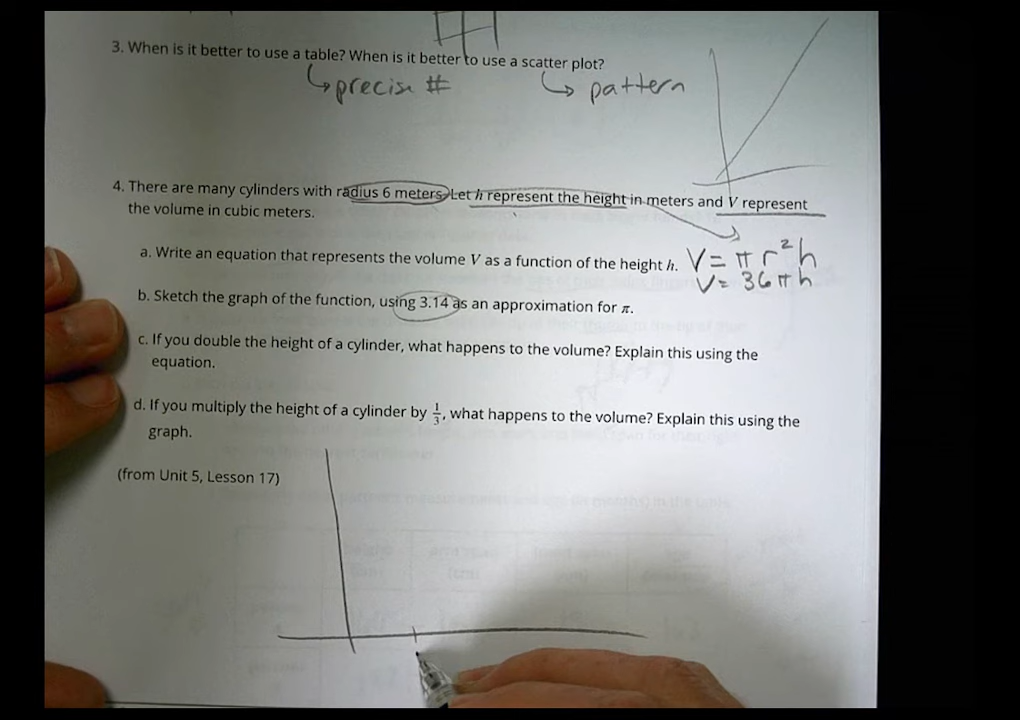 3. When is it better to use a table? When is it better to use a scatter plot?
precise # pattern
4. There are many cylinders with radius 6 meters. Let h represent the height in meters and V represent
the volume in cubic meters.
a. Write an equation that represents the volume V as a function of the height h. V = πr²h
V = 36πh
b. Sketch the graph of the function, using 3.14 as an approximation for π.
c. If you double the height of a cylinder, what happens to the volume? Explain this using the
equation.
d. If you multiply the height of a cylinder by 1/3, what happens to the volume? Explain this using the
graph.
(from Unit 5, Lesson 17)